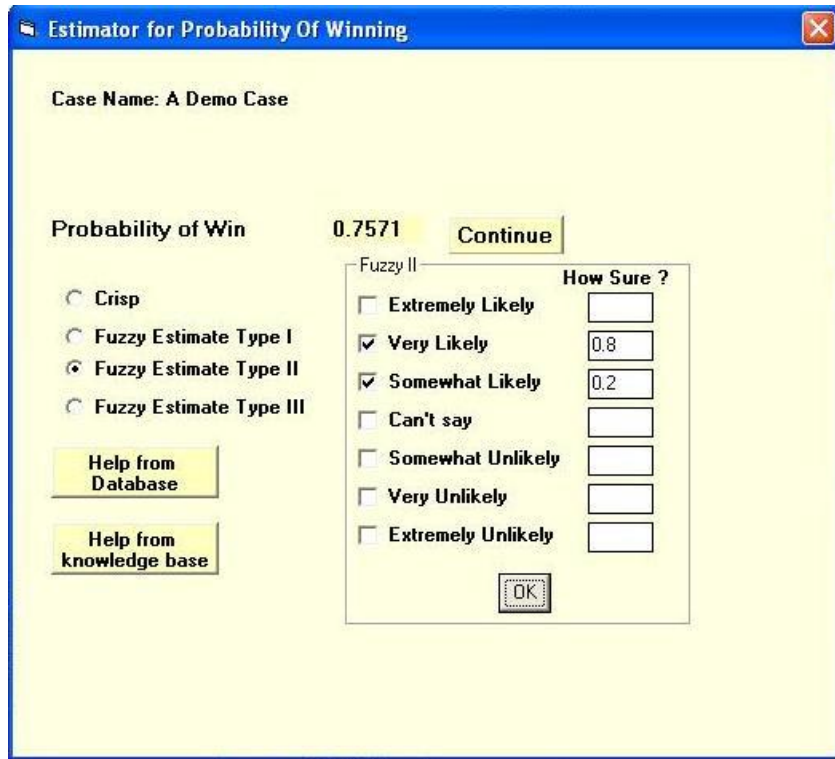 Estimator for Probability Of Winning
Case Name: A Demo Case
Probability of Win 0.7571 Continue
Crisp
Fuzzy Estimate Type I
Fuzzy Estimate Type II
Fuzzy Estimate Type III
Help from
Database
Help from
knowledge base
Fuzzy II
How Sure ?
Extremely Likely
Very Likely 0.8
Somewhat Likely 0.2
Can't say
Somewhat Unlikely
Very Unlikely
Extremely Unlikely
OK